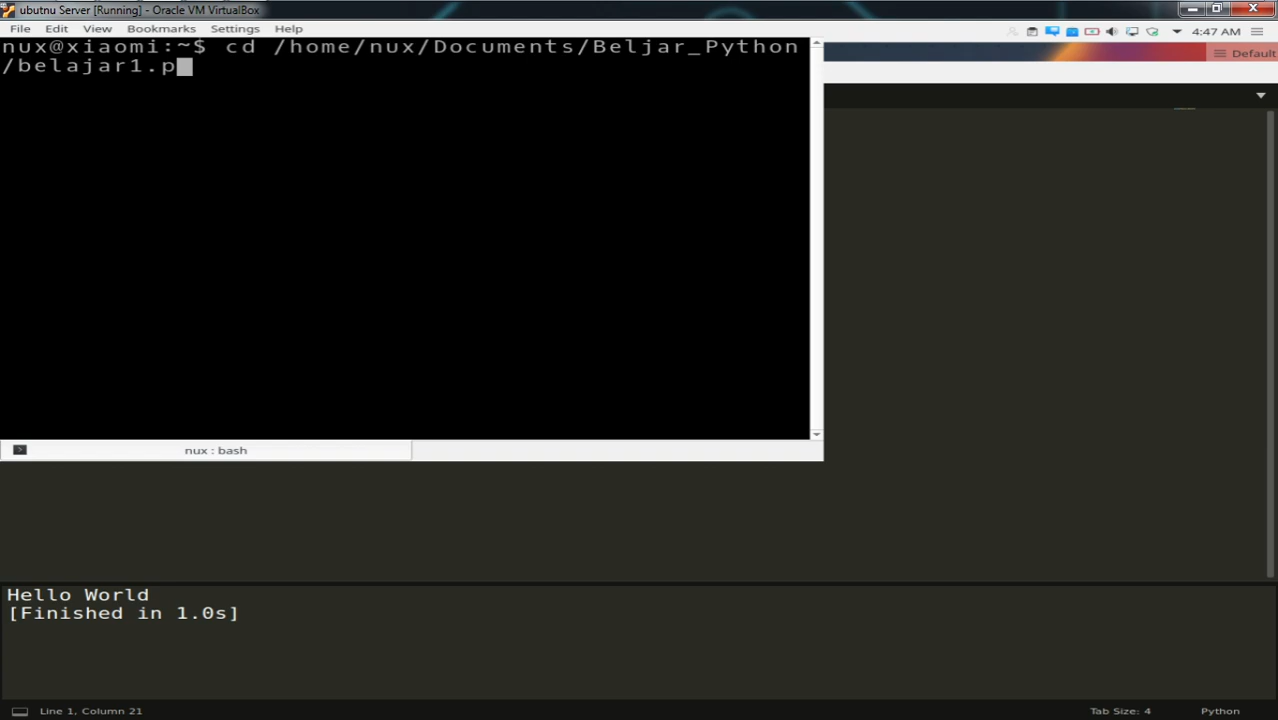 ubutnu Server [Running] - Oracle VM VirtualBox
File Edit View Bookmarks Settings Help
4:47 AM
nux@xiaomi:~$ cd /home/nux/Documents/Beljar_Python
/belajar1.p
Default
nux : bash
Hello World
[Finished in 1.0s]
Line 1, Column 21
Tab Size: 4
Python